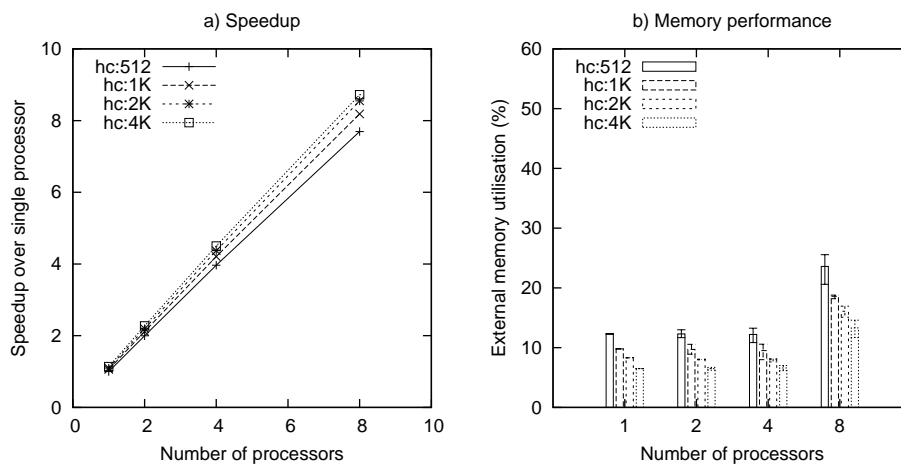 a) Speedup
10
8
6
4
2
0
0 2 4 6 8 10
Speedup over single processor
Number of processors
hc:512
hc:1K
hc:2K
hc:4K
b) Memory performance
60
50
40
30
20
10
0
1 2 4 8
External memory utilisation (%)
Number of processors
hc:512
hc:1K
hc:2K
hc:4K